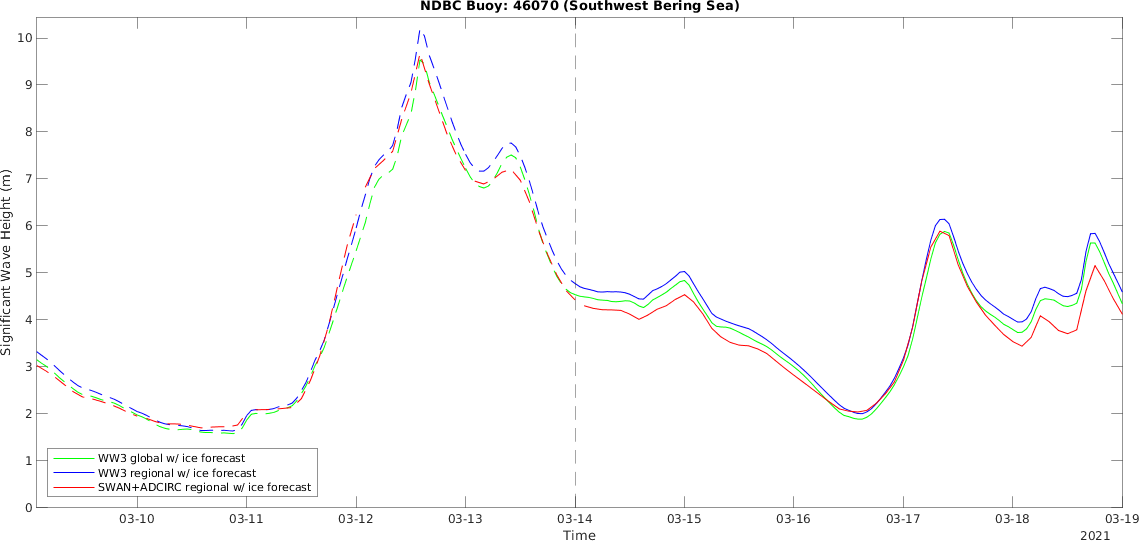 NDBC Buoy: 46070 (Southwest Bering Sea)
Significant Wave Height (m)
10
9
8
7
6
5
4
3
2
1
0
WW3 global w/ ice forecast
WW3 regional w/ ice forecast
SWAN+ADCIRC regional w/ ice forecast
03-10 03-11 03-12 03-13 03-14 03-15 03-16 03-17 03-18 03-19
Time
2021